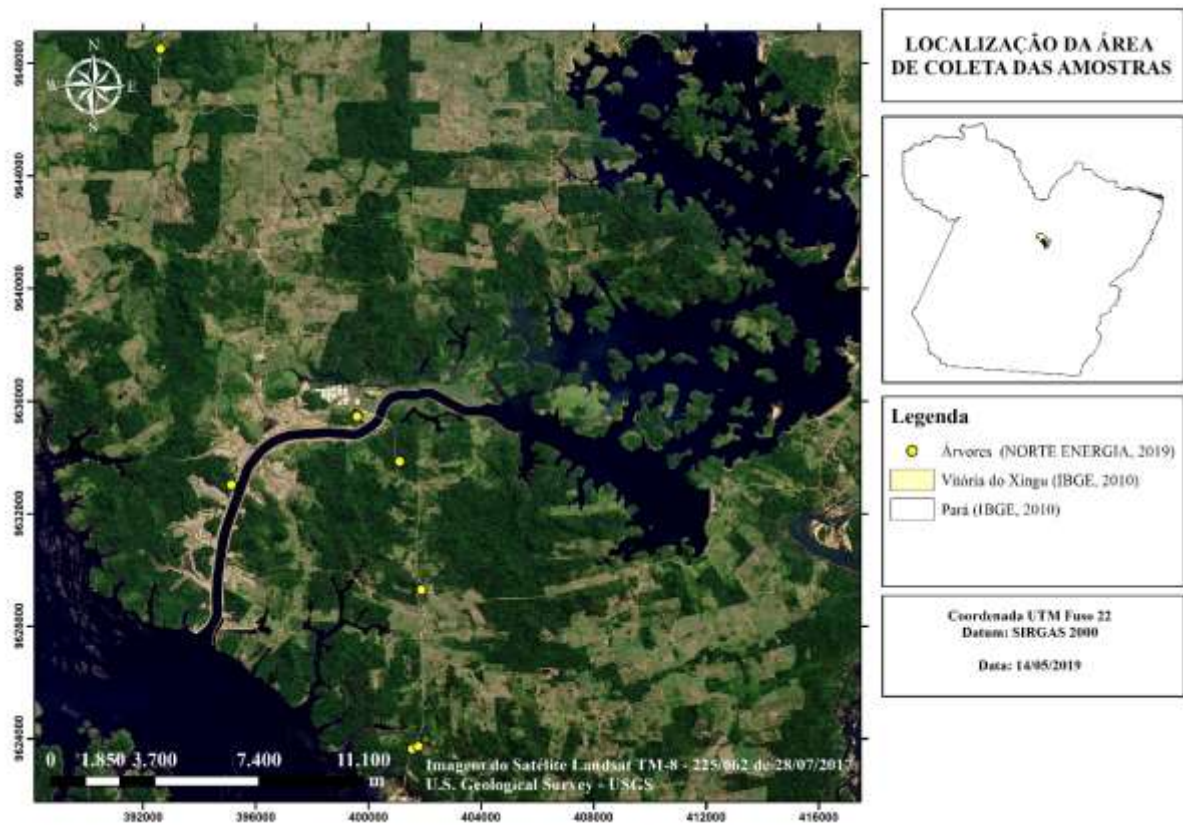 LOCALIZAÇÃO DA ÁREA
DE COLETA DAS AMOSTRAS
N
W
E
S
9648000
9644000
9640000
9636000
9632000
9628000
9624000
0 1.850 3.700 7.400 11.100
m
Imagem do Satélite Landsat TM-8 - 225/062 de 28/07/2017
U.S. Geological Survey - USGS
392000 396000 400000 404000 408000 412000 416000
Legenda
Árvores (NORTE ENERGIA, 2019)
Vitória do Xingu (IBGE, 2010)
Pará (IBGE, 2010)
Coordenada UTM Fuso 22
Datum: SIRGAS 2000
Data: 14/05/2019